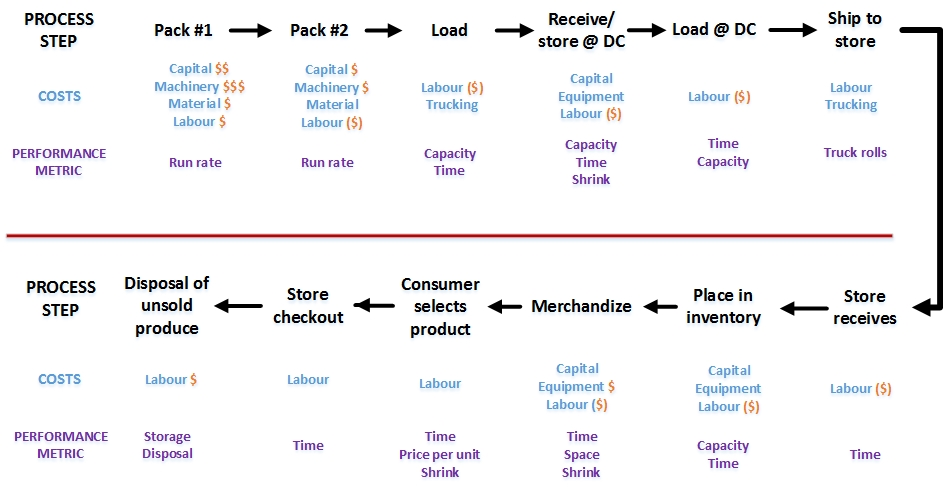 PROCESS
STEP
Pack #1
Pack #2
Load
Receive/
store @ DC
Load @ DC
Ship to
store
COSTS
Capital $$
Machinery $$$
Material $
Labour $
Capital $
Machinery $
Material
Labour ($)
Labour ($)
Trucking
Capital
Equipment
Labour ($)
Labour ($)
Labour
Trucking
PERFORMANCE
METRIC
Run rate
Run rate
Capacity
Time
Capacity
Time
Shrink
Time
Capacity
Truck rolls
PROCESS
STEP
Disposal of
unsold
produce
Store
checkout
Consumer
selects
product
Merchandize
Place in
inventory
Store
receives
COSTS
Labour $
Labour
Labour
Capital
Equipment $
Labour ($)
Capital
Equipment
Labour ($)
Labour ($)
PERFORMANCE
METRIC
Storage
Disposal
Time
Time
Price per unit
Shrink
Time
Space
Shrink
Capacity
Time
Time